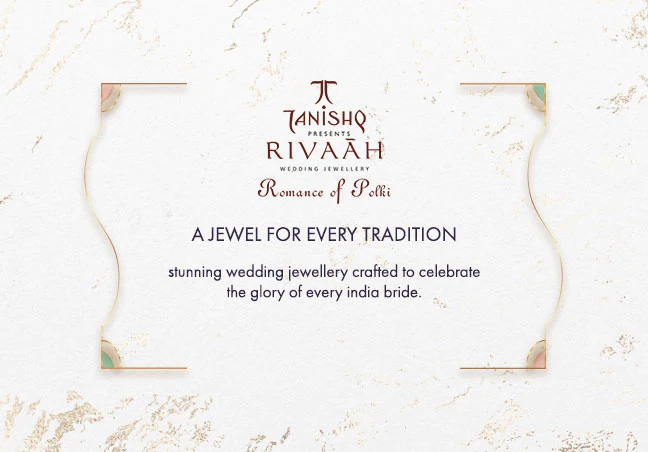 TANISHQ
PRESENTS
RIVAĀH
WEDDING JEWELLERY
Romance of Polki
A JEWEL FOR EVERY TRADITION
stunning wedding jewellery crafted to celebrate
the glory of every india bride.